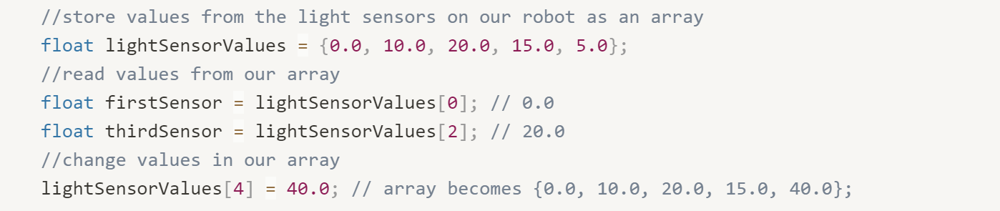 //store values from the light sensors on our robot as an array
float lightSensorValues = {0.0, 10.0, 20.0, 15.0, 5.0};
//read values from our array
float firstSensor = lightSensorValues[0]; // 0.0
float thirdSensor = lightSensorValues[2]; // 20.0
//change values in our array
lightSensorValues[4] = 40.0; // array becomes {0.0, 10.0, 20.0, 15.0, 40.0};